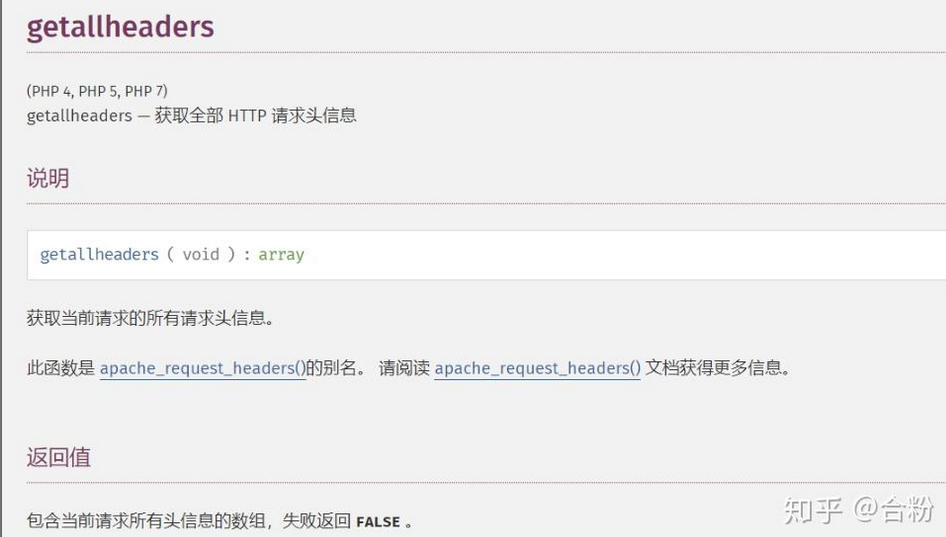 getallheaders
(PHP 4, PHP 5, PHP 7)
getallheaders — 获取全部 HTTP 请求头信息
说明
getallheaders ( void ) : array
获取当前请求的所有请求头信息。
此函数是 apache_request_headers()的别名。 请阅读 apache_request_headers() 文档获得更多信息。
返回值
包含当前请求所有头信息的数组，失败返回 FALSE 。
知乎 @合粉